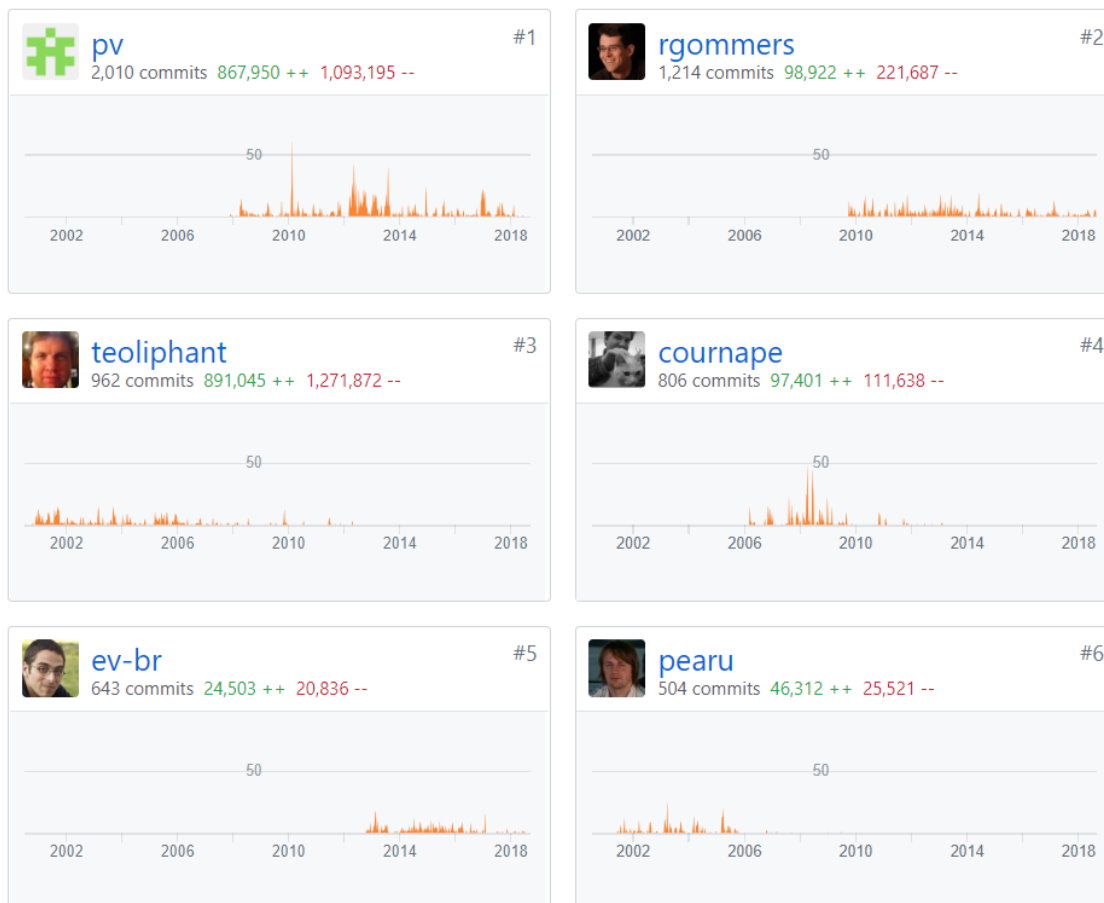 pv #1
2,010 commits 867,950 ++ 1,093,195 --
50
2002 2006 2010 2014 2018
rgommers #2
1,214 commits 98,922 ++ 221,687 --
50
2002 2006 2010 2014 2018
teoliphant #3
962 commits 891,045 ++ 1,271,872 --
50
2002 2006 2010 2014 2018
cournape #4
806 commits 97,401 ++ 111,638 --
50
2002 2006 2010 2014 2018
ev-br #5
643 commits 24,503 ++ 20,836 --
50
2002 2006 2010 2014 2018
pearu #6
504 commits 46,312 ++ 25,521 --
50
2002 2006 2010 2014 2018